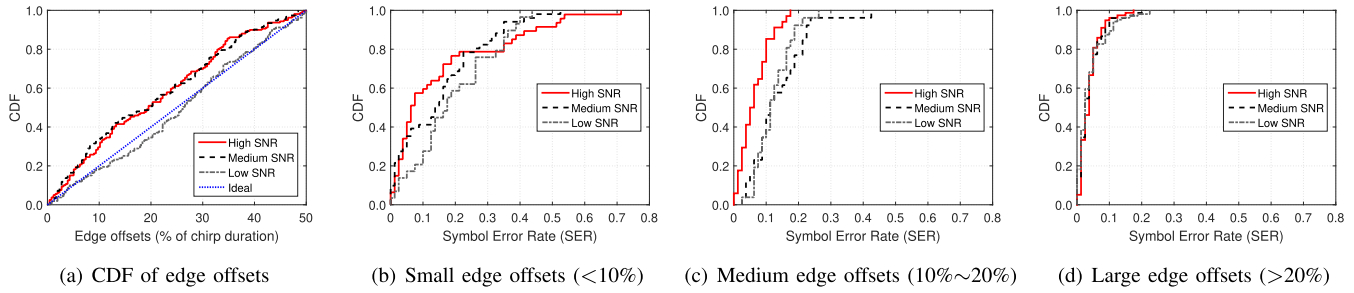 CDF
1.0
0.8
0.6
0.4
0.2
0.0
High SNR
Medium SNR
Low SNR
Ideal
0 10 20 30 40 50
Edge offsets (% of chirp duration)
(a) CDF of edge offsets
CDF
1.0
0.8
0.6
0.4
0.2
0.0
High SNR
Medium SNR
Low SNR
0 0.1 0.2 0.3 0.4 0.5 0.6 0.7 0.8
Symbol Error Rate (SER)
(b) Small edge offsets (<10%)
CDF
1.0
0.8
0.6
0.4
0.2
0.0
High SNR
Medium SNR
Low SNR
0 0.1 0.2 0.3 0.4 0.5 0.6 0.7 0.8
Symbol Error Rate (SER)
(c) Medium edge offsets (10%∼20%)
CDF
1.0
0.8
0.6
0.4
0.2
0.0
High SNR
Medium SNR
Low SNR
0 0.1 0.2 0.3 0.4 0.5 0.6 0.7 0.8
Symbol Error Rate (SER)
(d) Large edge offsets (>20%)